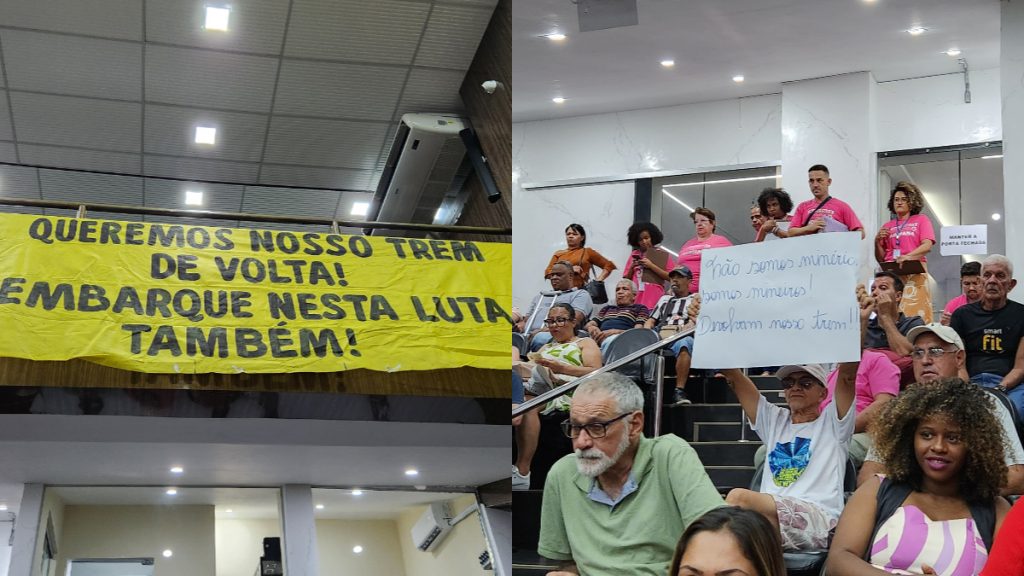 QUEREMOS NOSSO TREM
DE VOLTA!
EMBARQUE NESTA LUTA
TAMBÉM!
Não somos minério,
somos mineiros!
Devolvam nosso trem!!
MANTER A
PORTA FECHADA
smart
fit